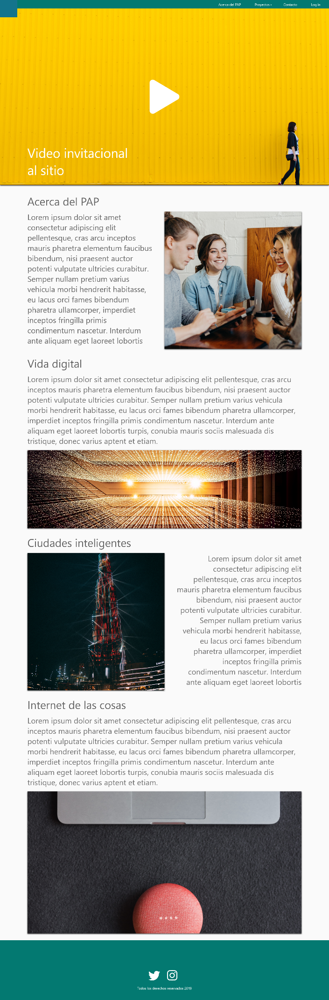 Acerca del PAP
Proyectos
Contacto
Log in
Video invitacional
al sitio
Acerca del PAP
Lorem ipsum dolor sit amet
consectetur adipiscing elit
pellentesque, cras arcu inceptos
mauris pharetra elementum faucibus
bibendum, nisi praesent auctor
potenti vulputate ultricies curabitur.
Semper nullam pretium varius
vehicula morbi hendrerit habitasse,
eu lacus orci fames bibendum
pharetra ullamcorper, imperdiet
inceptos fringilla primis
condimentum nascetur. Interdum
ante aliquam eget laoreet lobortis
Vida digital
Lorem ipsum dolor sit amet consectetur adipiscing elit pellentesque, cras arcu
inceptos mauris pharetra elementum faucibus bibendum, nisi praesent auctor
potenti vulputate ultricies curabitur. Semper nullam pretium varius vehicula
morbi hendrerit habitasse, eu lacus orci fames bibendum pharetra ullamcorper,
imperdiet inceptos fringilla primis condimentum nascetur. Interdum ante
aliquam eget laoreet lobortis turpis, conubia mauris sociis malesuada dis
tristique, donec varius aptent et etiam.
Ciudades inteligentes
EMAAR
Lorem ipsum dolor sit amet
consectetur adipiscing elit
pellentesque, cras arcu inceptos
mauris pharetra elementum faucibus
bibendum, nisi praesent auctor
potenti vulputate ultricies curabitur.
Semper nullam pretium varius
vehicula morbi hendrerit habitasse,
eu lacus orci fames bibendum
pharetra ullamcorper, imperdiet
inceptos fringilla primis
condimentum nascetur. Interdum
ante aliquam eget laoreet lobortis
Internet de las cosas
Lorem ipsum dolor sit amet consectetur adipiscing elit pellentesque, cras arcu
inceptos mauris pharetra elementum faucibus bibendum, nisi praesent auctor
potenti vulputate ultricies curabitur. Semper nullam pretium varius vehicula
morbi hendrerit habitasse, eu lacus orci fames bibendum pharetra ullamcorper,
imperdiet inceptos fringilla primis condimentum nascetur. Interdum ante
aliquam eget laoreet lobortis turpis, conubia mauris sociis malesuada dis
tristique, donec varius aptent et etiam.
Todos los derechos reservados 2019